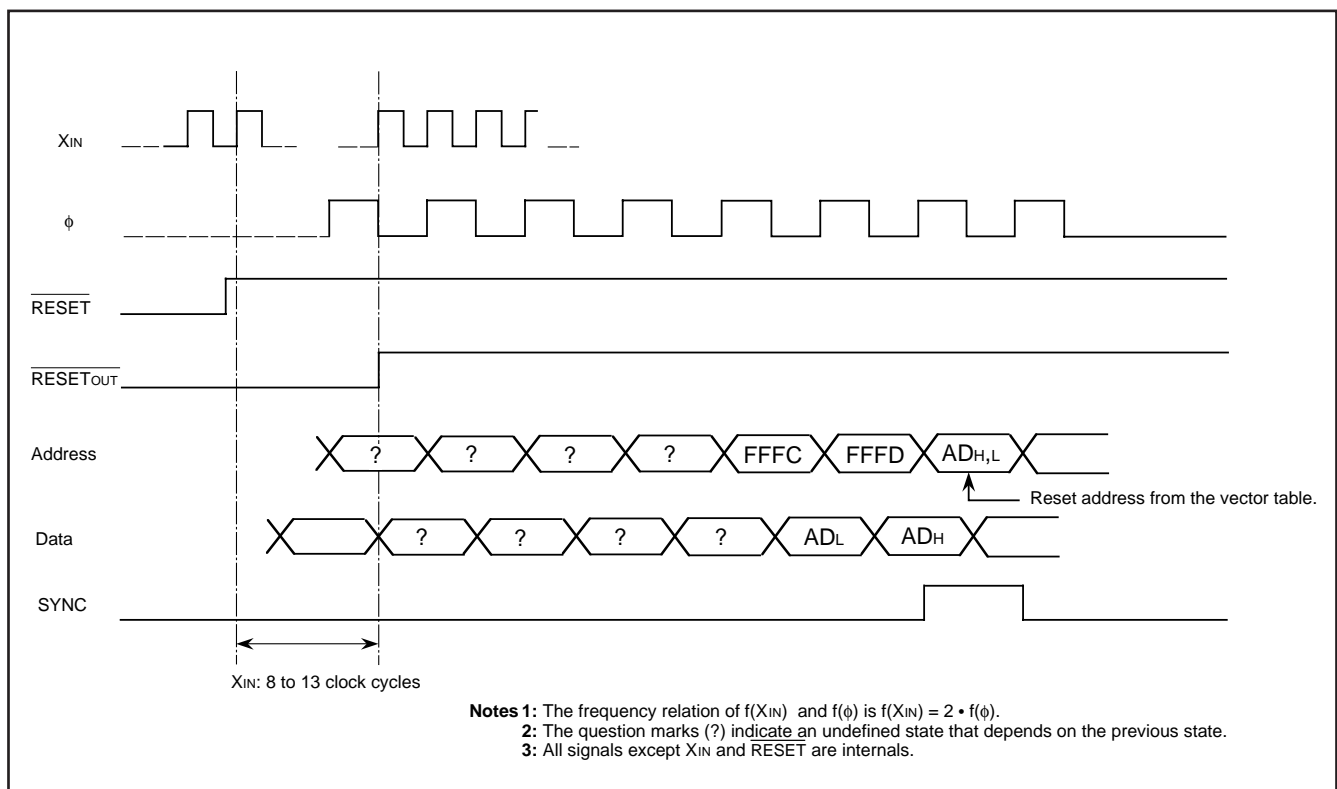 XIN
ϕ
RESET
RESETOUT
Address
? ? ? ? FFFC FFFD ADH,L
Reset address from the vector table.
Data
? ? ? ? ADL ADH
SYNC
XIN: 8 to 13 clock cycles
Notes 1: The frequency relation of f(XIN) and f(ϕ) is f(XIN) = 2 • f(ϕ).
2: The question marks (?) indicate an undefined state that depends on the previous state.
3: All signals except XIN and RESET are internals.